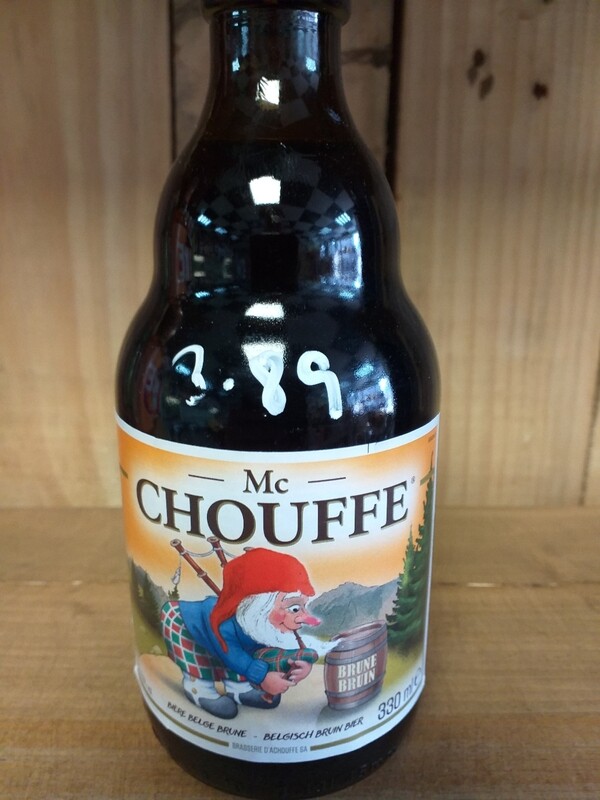 3.89
Mc
CHOUFFE
BRUNE
BRUIN
330 ml e
BIERE BELGE BRUNE - BELGISCH BRUIN BIER
BRASSERIE D'ACHOUFFE SA